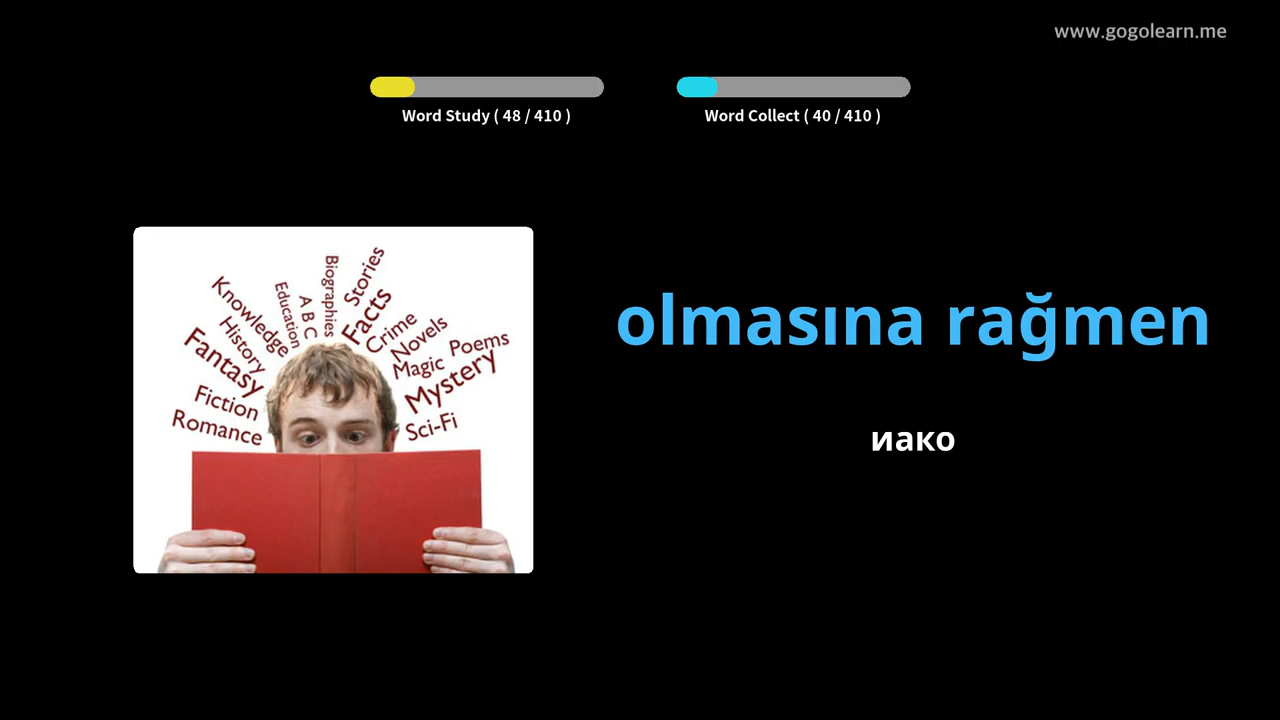 www.gogolearn.me
Word Study ( 48 / 410 )
Word Collect ( 40 / 410 )
olmasına rağmen
иако
Romance
Fiction
Fantasy
History
Knowledge
Education
A B C
Biographies
Stories
Facts
Crime
Novels
Magic
Poems
Mystery
Sci-Fi